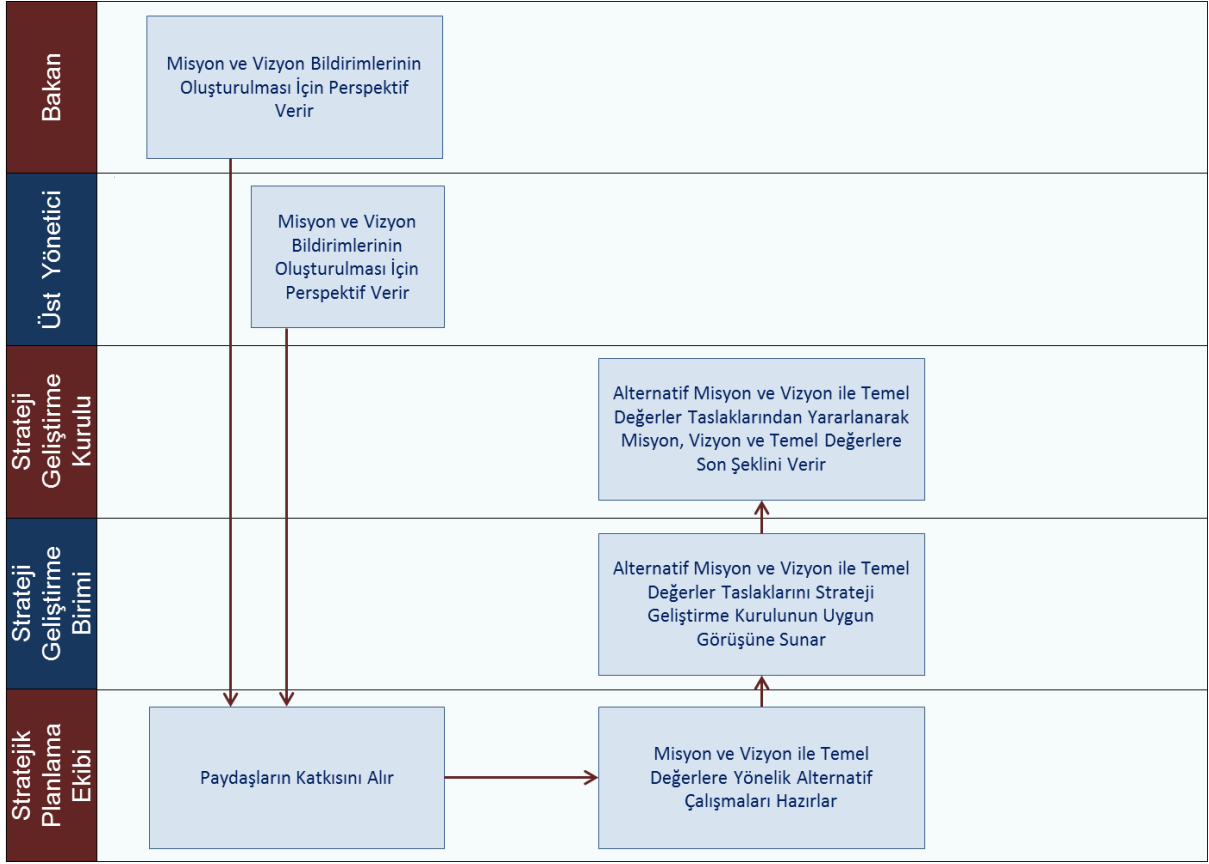 Bakan
Misyon ve Vizyon Bildirimlerinin
Oluşturulması İçin Perspektif
Verir
Üst Yönetici
Misyon ve Vizyon
Bildirimlerinin
Oluşturulması İçin
Perspektif Verir
Strateji
Geliştirme
Kurulu
Alternatif Misyon ve Vizyon ile Temel
Değerler Taslaklarından Yararlanarak
Misyon, Vizyon ve Temel Değerlere
Son Şeklini Verir
Strateji
Geliştirme
Birimi
Alternatif Misyon ve Vizyon ile Temel
Değerler Taslaklarını Strateji
Geliştirme Kurulunun Uygun
Görüşüne Sunar
Stratejik
Planlama
Ekibi
Paydaşların Katkısını Alır
Misyon ve Vizyon ile Temel
Değerlere Yönelik Alternatif
Çalışmaları Hazırlar